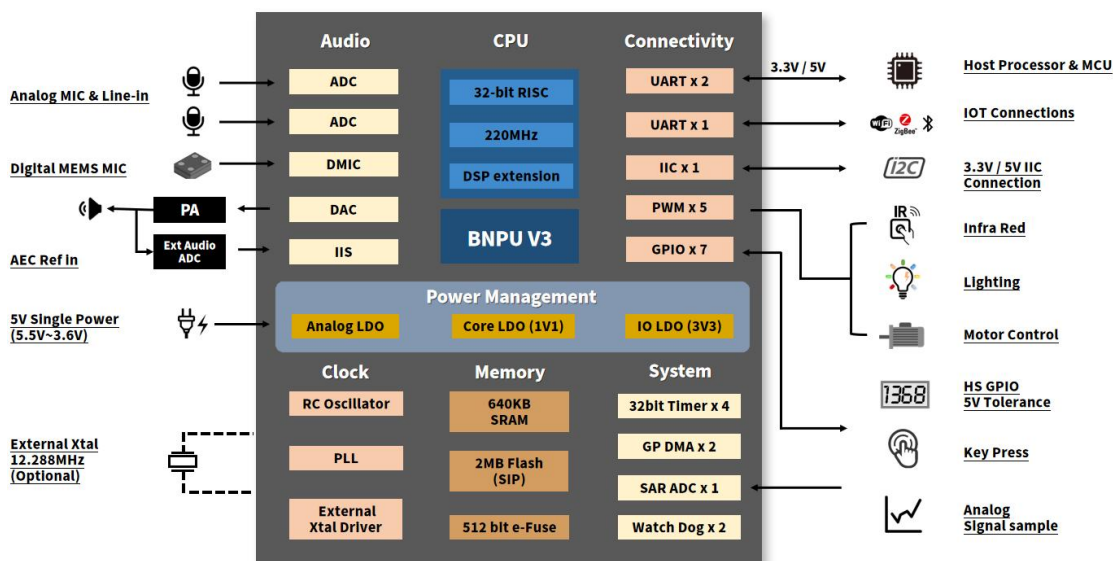 Audio
CPU
Connectivity
Analog MIC & Line-in
ADC
ADC
Digital MEMS MIC
DMIC
PA
DAC
Ext Audio
ADC
IIS
AEC Ref in
32-bit RISC
220MHz
DSP extension
BNPU V3
UART x 2
UART x 1
IIC x 1
PWM x 5
GPIO x 7
3.3V / 5V
Host Processor & MCU
WiFi
ZigBee
IOT Connections
I2C
3.3V / 5V IIC
Connection
IR
Infra Red
Lighting
Motor Control
1368
HS GPIO
5V Tolerance
Key Press
Analog
Signal sample
5V Single Power
(5.5V~3.6V)
Power Management
Analog LDO
Core LDO (1V1)
IO LDO (3V3)
Clock
Memory
System
External Xtal
12.288MHz
(Optional)
RC Oscillator
PLL
External
Xtal Driver
640KB
SRAM
2MB Flash
(SIP)
512 bit e-Fuse
32bit Timer x 4
GP DMA x 2
SAR ADC x 1
Watch Dog x 2